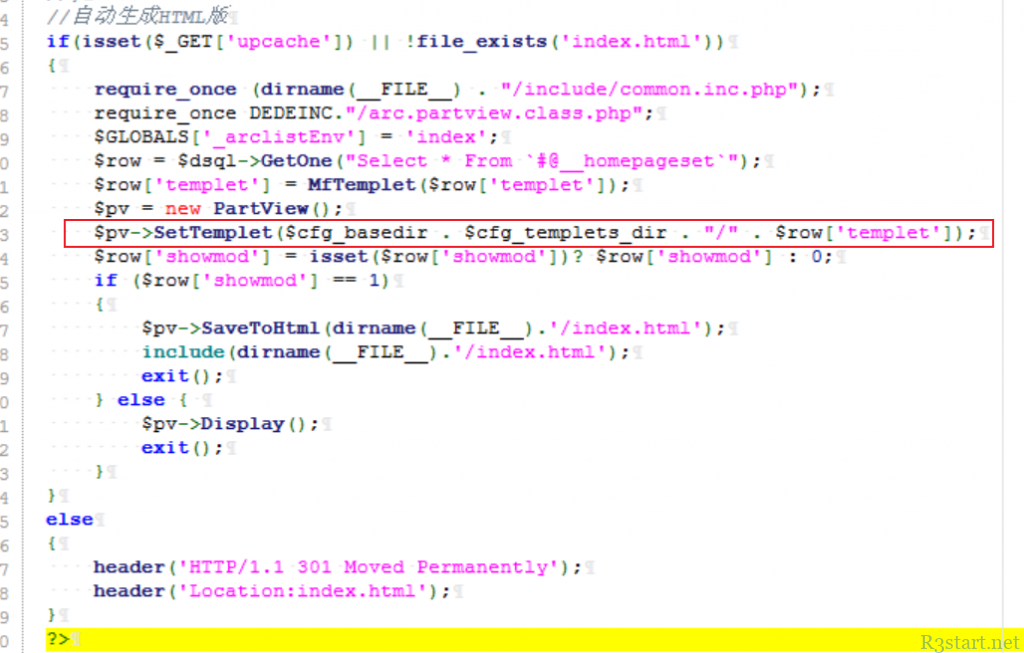 4 //自动生成HTML版
5 if(isset($_GET['upcache']) || !file_exists('index.html'))
6 {
7 require_once (dirname(__FILE__) . "/include/common.inc.php");
8 require_once DEDEINC."/arc.partview.class.php";
9 $GLOBALS['_arclistEnv'] = 'index';
0 $row = $dsql->GetOne("Select * From `#@__homepageset`");
1 $row['templet'] = MfTemplet($row['templet']);
2 $pv = new PartView();
3 $pv->SetTemplet($cfg_basedir . $cfg_templets_dir . "/" . $row['templet']);
4 $row['showmod'] = isset($row['showmod'])? $row['showmod'] : 0;
5 if ($row['showmod'] == 1)
6 {
7 $pv->SaveToHtml(dirname(__FILE__).'/index.html');
8 include(dirname(__FILE__).'/index.html');
9 exit();
0 } else {
1 $pv->Display();
2 exit();
3 }
4 }
5 else
6 {
7 header('HTTP/1.1 301 Moved Permanently');
8 header('Location:index.html');
9 }
0 ?>
R3start.net